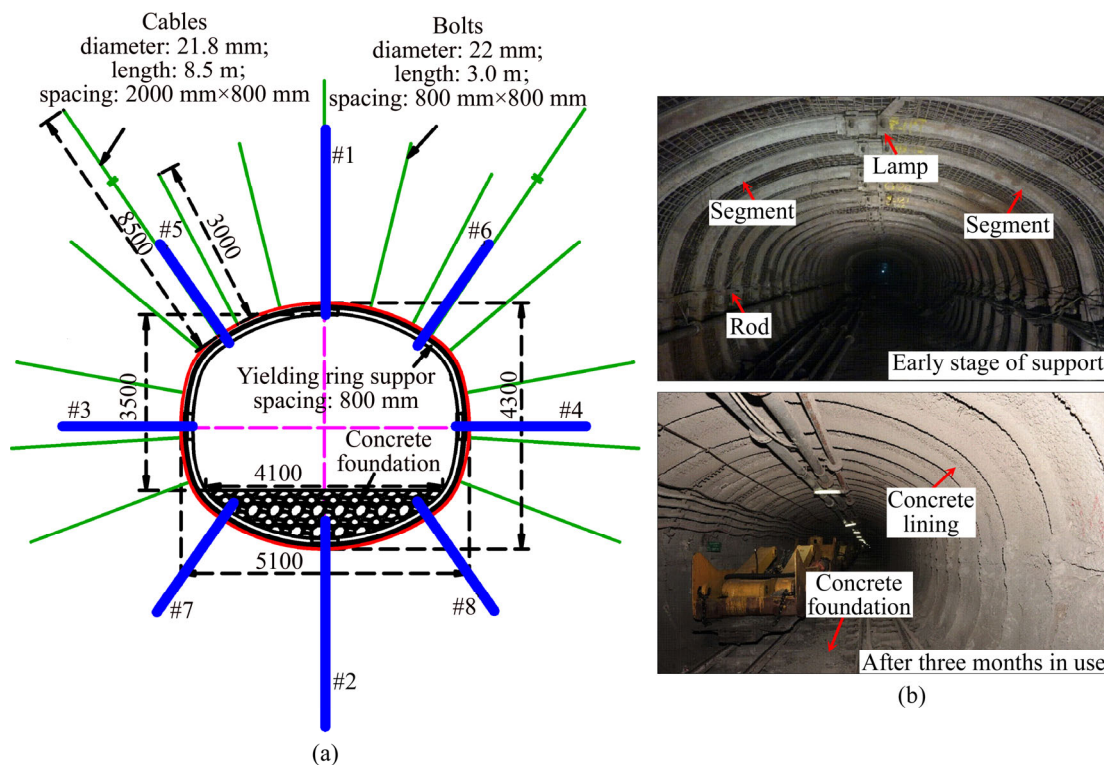 Cables
diameter: 21.8 mm;
length: 8.5 m;
spacing: 2000 mm×800 mm
Bolts
diameter: 22 mm;
length: 3.0 m;
spacing: 800 mm×800 mm
#1
#5
#6
8500
3000
Yielding ring suppor
spacing: 800 mm
3500
4300
#3
#4
Concrete
foundation
4100
5100
#7
#8
#2
(a)
Lamp
Segment
Segment
Rod
Early stage of support
Concrete
lining
Concrete
foundation
After three months in use
(b)